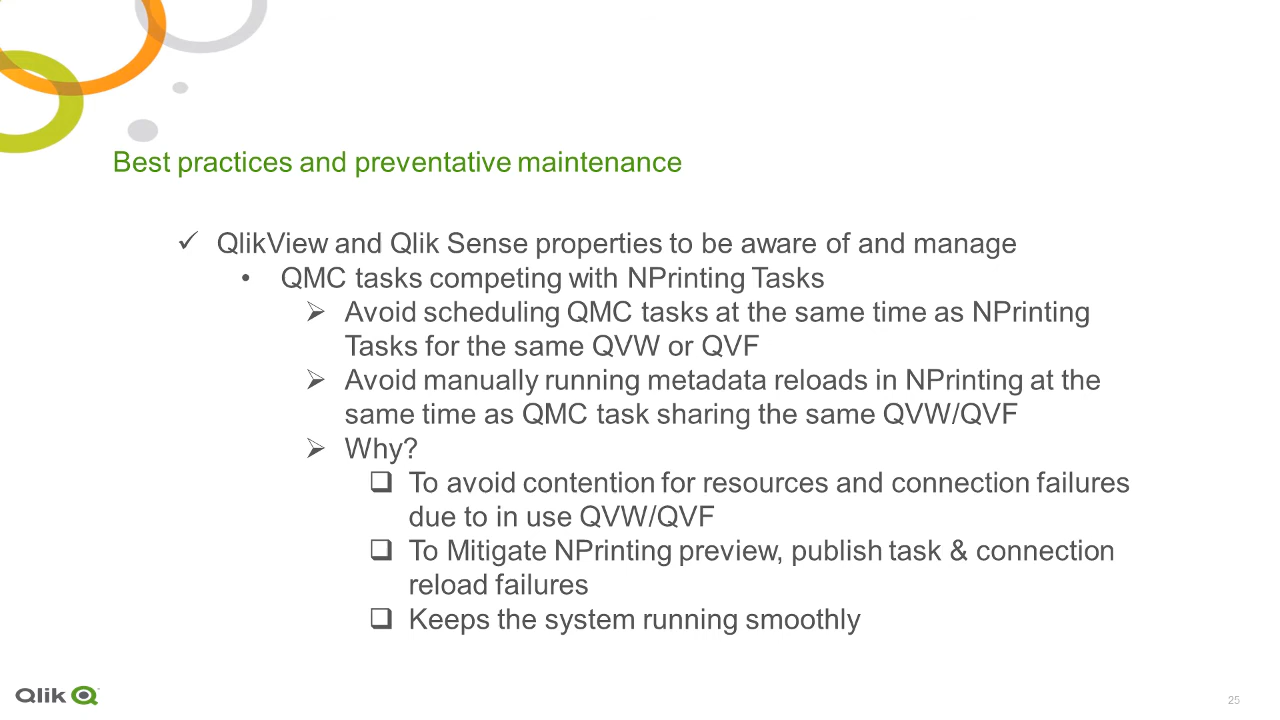 Best practices and preventative maintenance
✓ QlikView and Qlik Sense properties to be aware of and manage
• QMC tasks competing with NPrinting Tasks
➢ Avoid scheduling QMC tasks at the same time as NPrinting
Tasks for the same QVW or QVF
➢ Avoid manually running metadata reloads in NPrinting at the
same time as QMC task sharing the same QVW/QVF
➢ Why?
❑ To avoid contention for resources and connection failures
due to in use QVW/QVF
❑ To Mitigate NPrinting preview, publish task & connection
reload failures
❑ Keeps the system running smoothly
Qlik
25